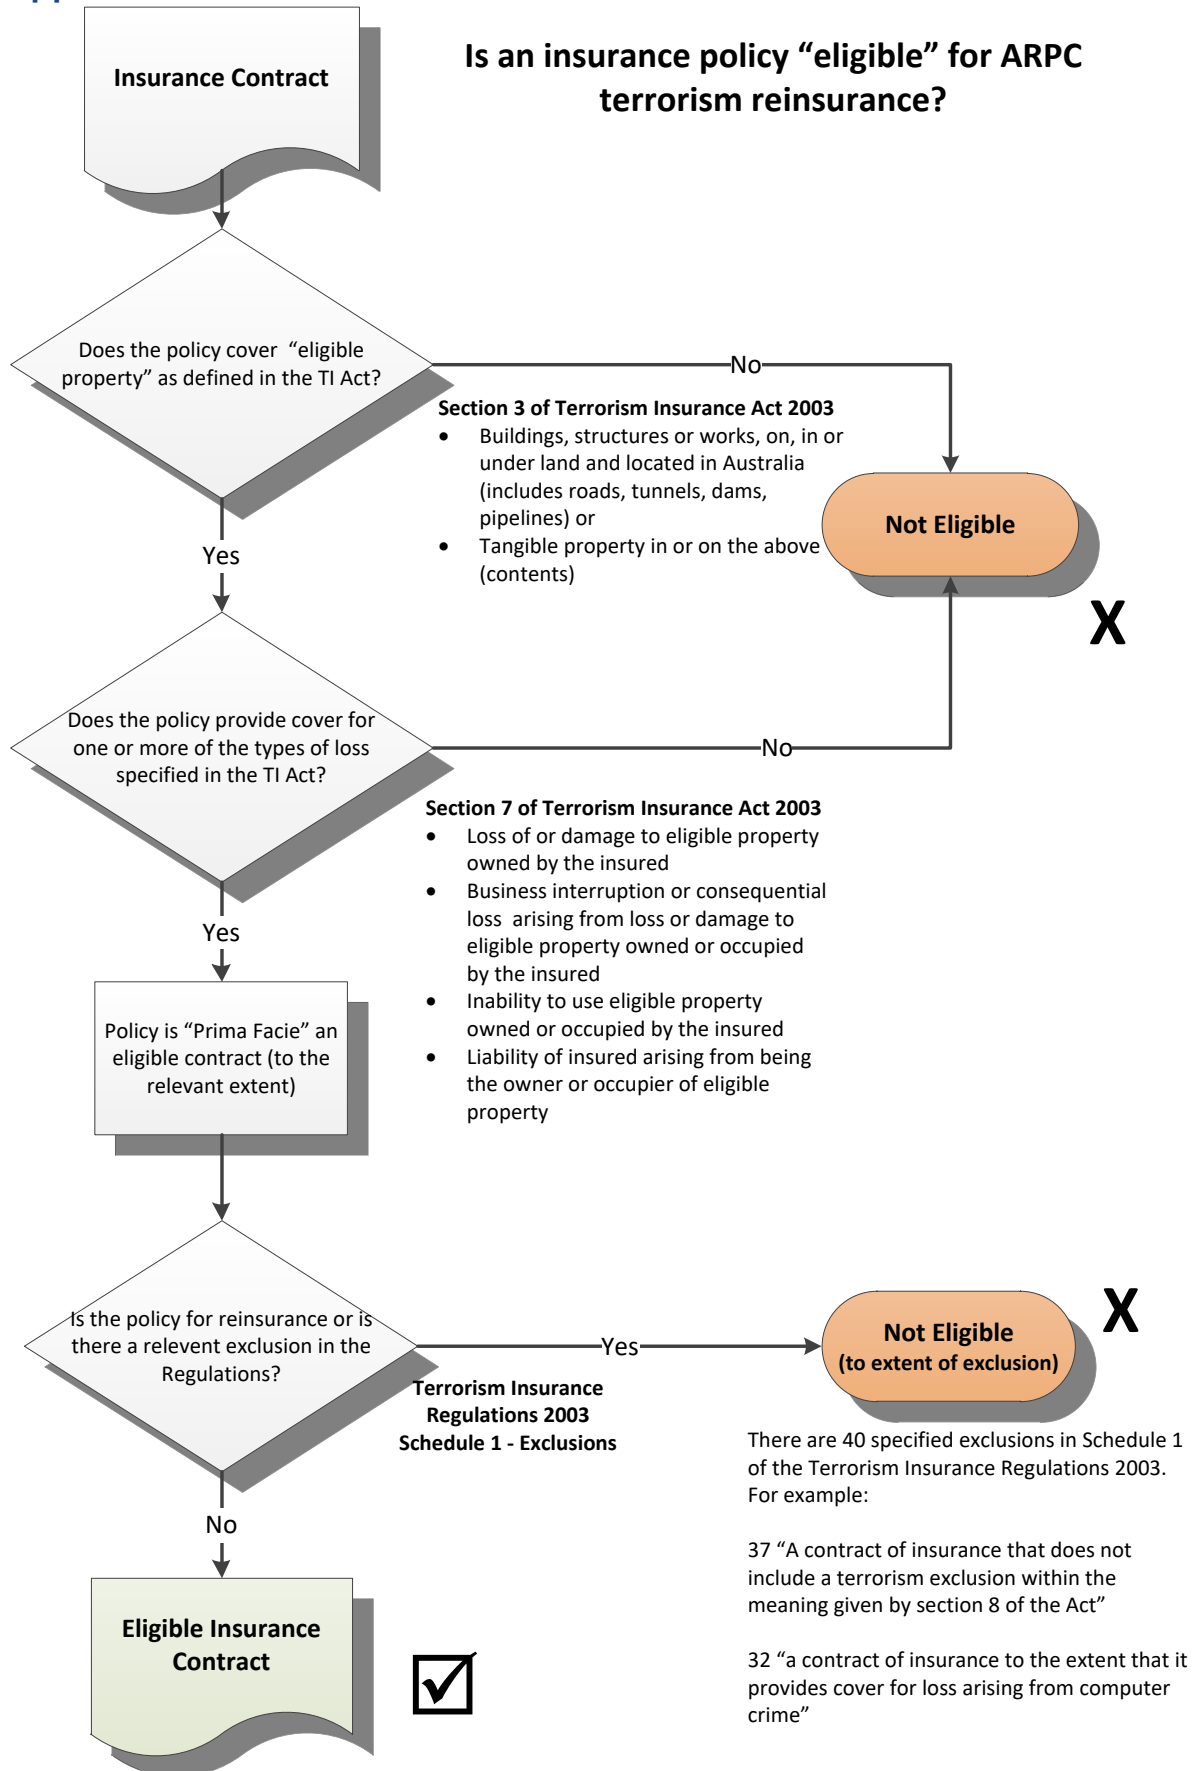 Is an insurance policy “eligible” for ARPC
terrorism reinsurance?
Insurance Contract
Does the policy cover “eligible
property” as defined in the TI Act?
No
Section 3 of Terrorism Insurance Act 2003
• Buildings, structures or works, on, in or
under land and located in Australia
(includes roads, tunnels, dams,
pipelines) or
• Tangible property in or on the above
(contents)
Not Eligible
X
Yes
Does the policy provide cover for
one or more of the types of loss
specified in the TI Act?
No
Section 7 of Terrorism Insurance Act 2003
• Loss of or damage to eligible property
owned by the insured
• Business interruption or consequential
loss arising from loss or damage to
eligible property owned or occupied
by the insured
• Inability to use eligible property
owned or occupied by the insured
• Liability of insured arising from being
the owner or occupier of eligible
property
Yes
Policy is “Prima Facie” an
eligible contract (to the
relevant extent)
Is the policy for reinsurance or is
there a relevent exclusion in the
Regulations?
Yes
Terrorism Insurance
Regulations 2003
Schedule 1 - Exclusions
Not Eligible
(to extent of exclusion)
X
There are 40 specified exclusions in Schedule 1
of the Terrorism Insurance Regulations 2003.
For example:
37 “A contract of insurance that does not
include a terrorism exclusion within the
meaning given by section 8 of the Act”
32 “a contract of insurance to the extent that it
provides cover for loss arising from computer
crime”
No
Eligible Insurance
Contract